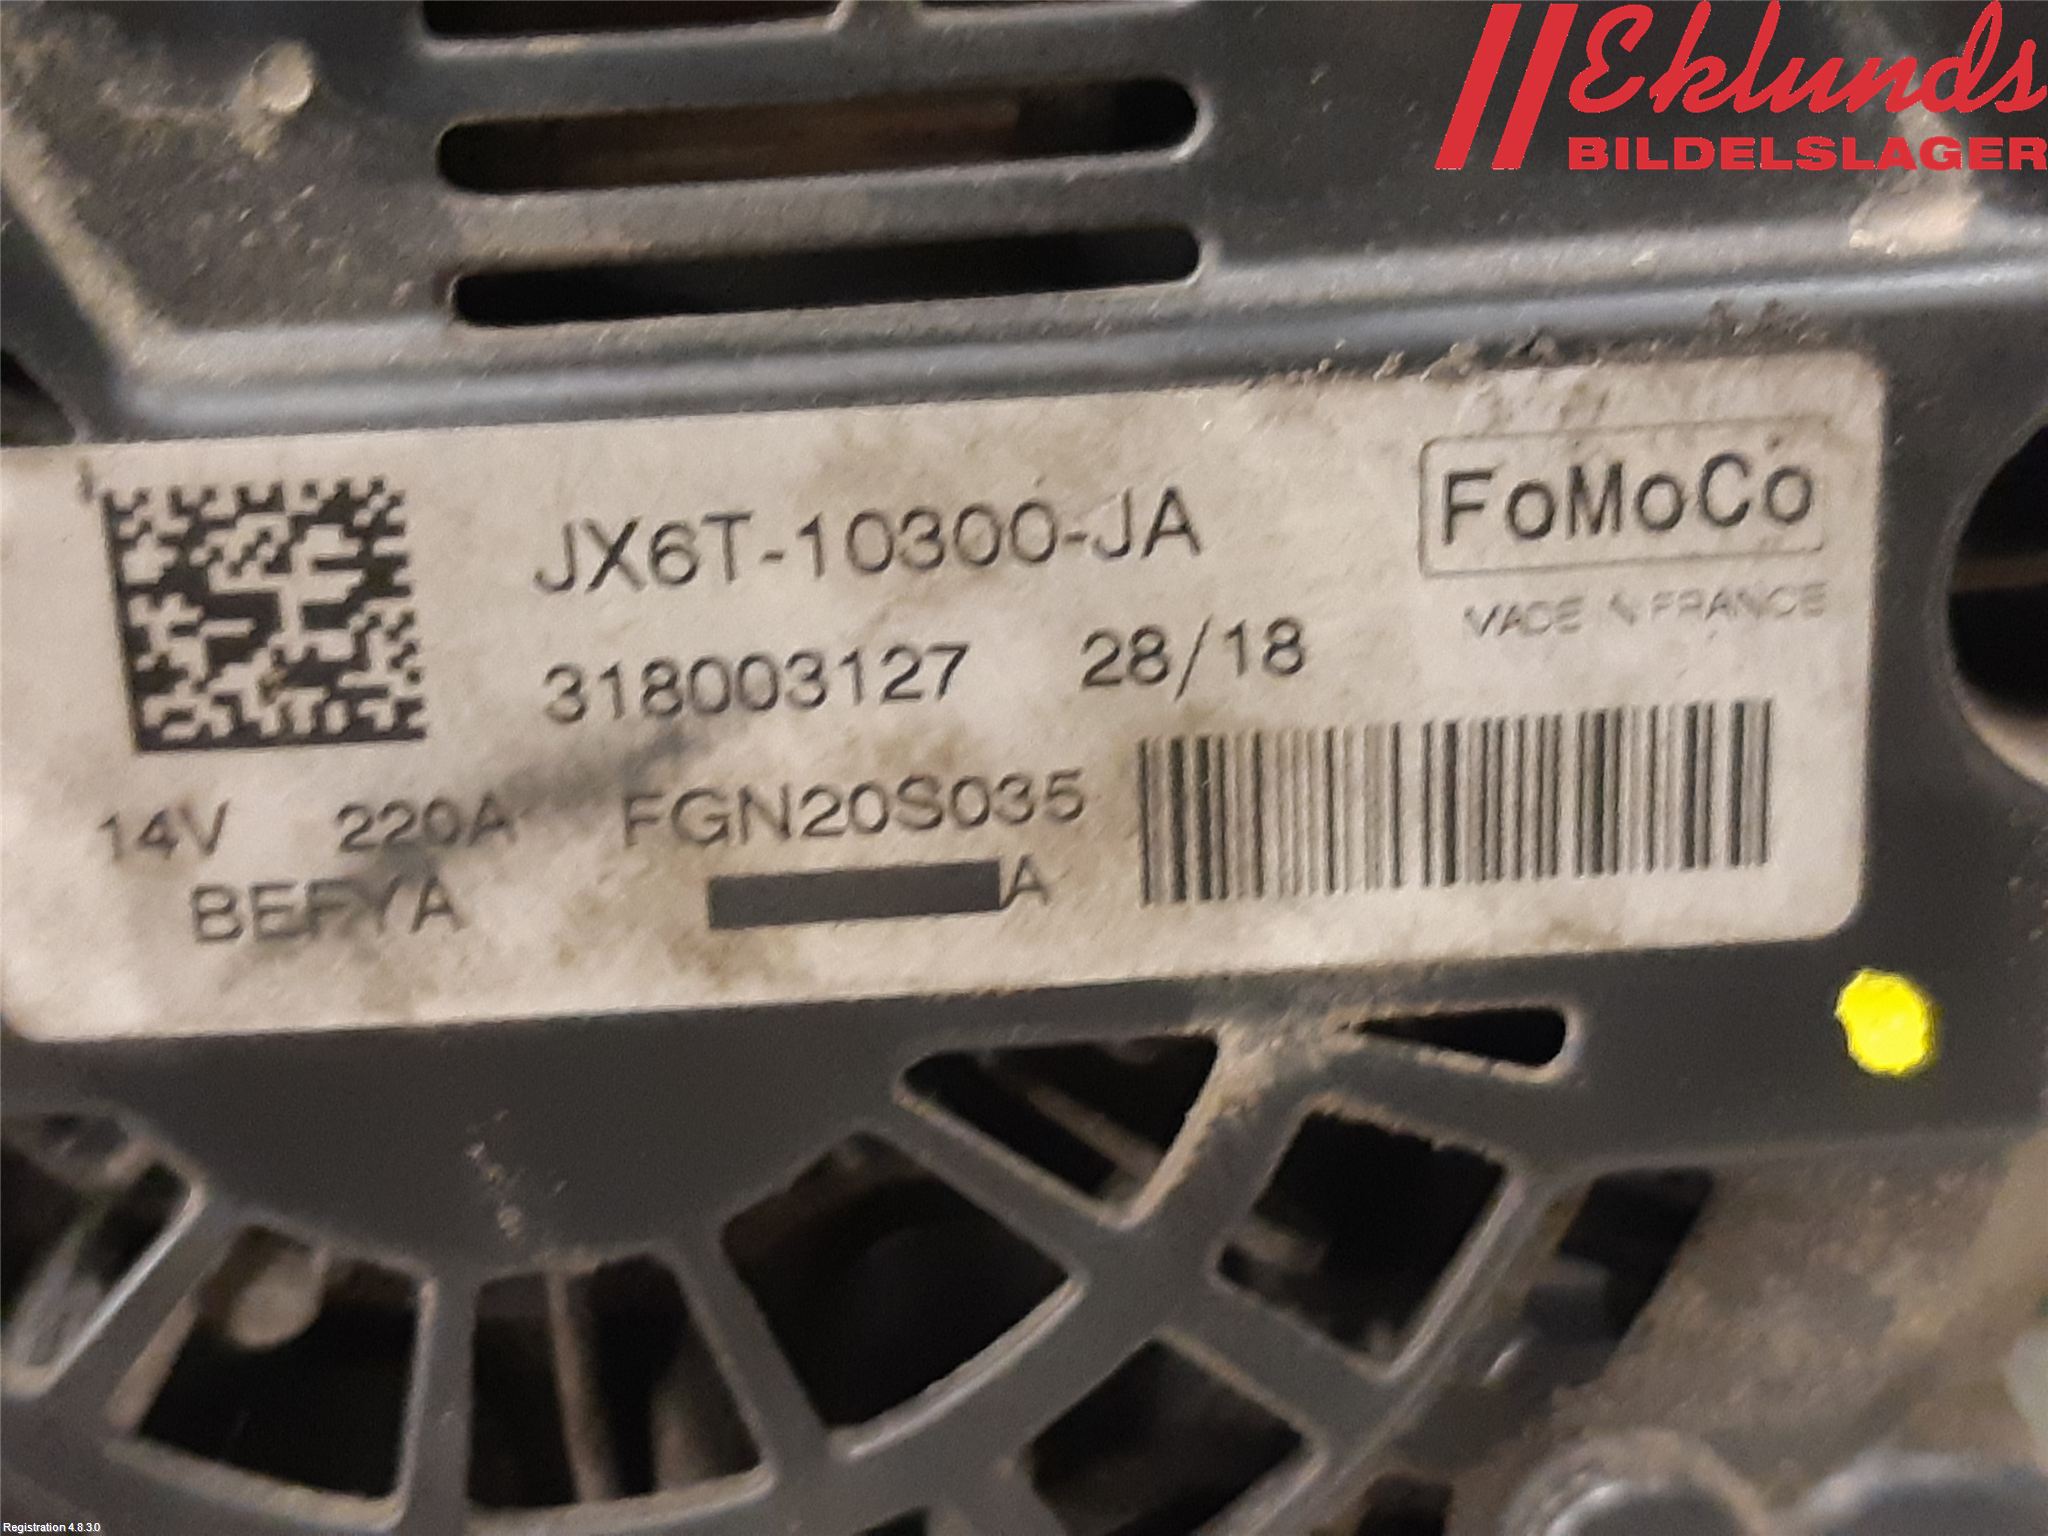 Eklunds
BILDELSLAGER
JX6T-10300-JA
FoMoCo
MADE IN FRANCE
318003127 28/18
14V 220A FGN20S035
BEFYA A
Registration 4.8.3.0